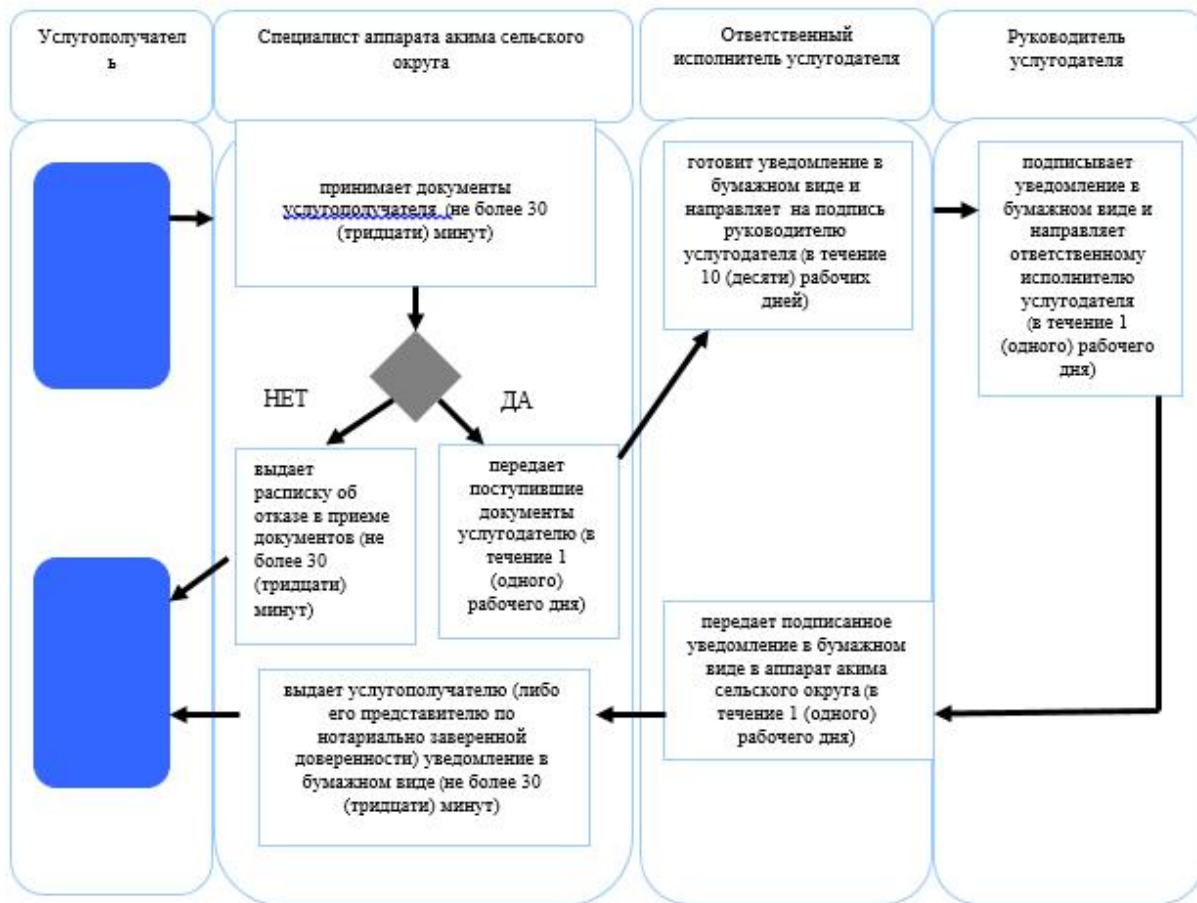 Услугополучател
ь
Специалист аппарата акима сельского
округа
Ответственный
исполнитель услугодателя
Руководитель
услугодателя
принимает документы
услугополучателя (не более 30
(тридцати) минут)
готовит уведомление в
бумажном виде и
направляет на подпись
руководителю
услугодателя (в течение
10 (десяти) рабочих
дней)
подписывает
уведомление в
бумажном виде и
направляет
ответственному
исполнителю
услугодателя
(в течение 1
(одного) рабочего
дня)
НЕТ
ДА
выдает
расписку об
отказе в приеме
документов (не
более 30
(тридцати)
минут)
передает
поступившие
документы
услугодателю (в
течение 1
(одного)
рабочего дня)
передает подписанное
уведомление в бумажном
виде в аппарат акима
сельского округа (в
течение 1 (одного)
рабочего дня)
выдает услугополучателю (либо
его представителю по
нотариально заверенной
доверенности) уведомление в
бумажном виде (не более 30
(тридцати) минут)